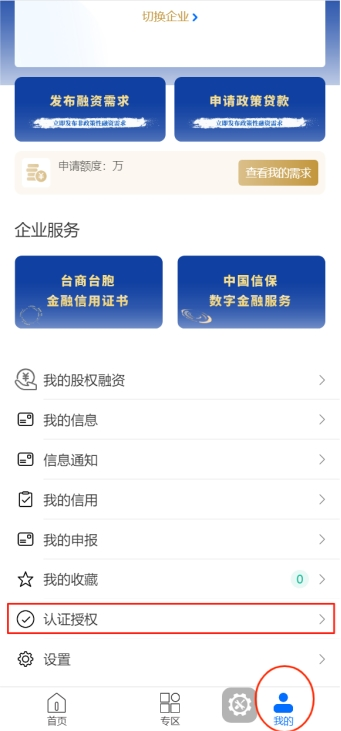 切换企业
发布融资需求
立即发布非政策性融资需求
申请政策贷款
立即发布政策性融资需求
申请额度：万
查看我的需求
企业服务
台商台胞
金融信用证书
中国信保
数字金融服务
我的股权融资
我的信息
信息通知
我的信用
我的申报
我的收藏
0
认证授权
设置
首页
专区
我的